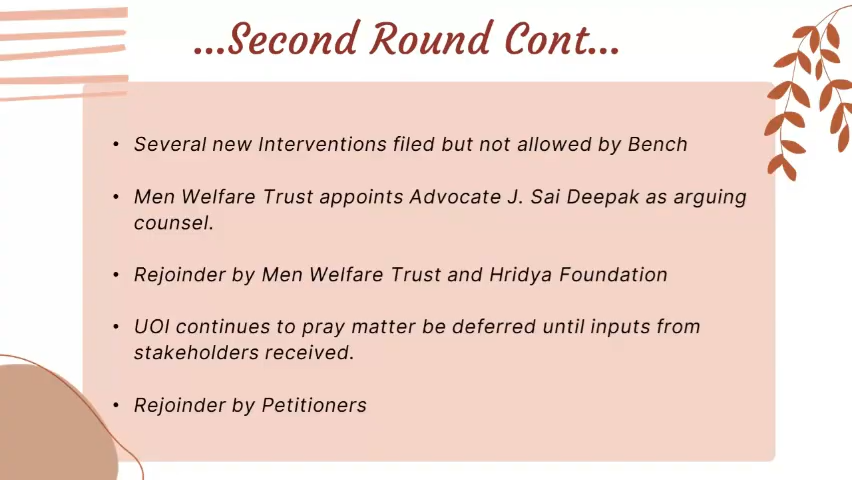 ...Second Round Cont...
• Several new Interventions filed but not allowed by Bench
• Men Welfare Trust appoints Advocate J. Sai Deepak as arguing
counsel.
• Rejoinder by Men Welfare Trust and Hridya Foundation
• UOI continues to pray matter be deferred until inputs from
stakeholders received.
• Rejoinder by Petitioners